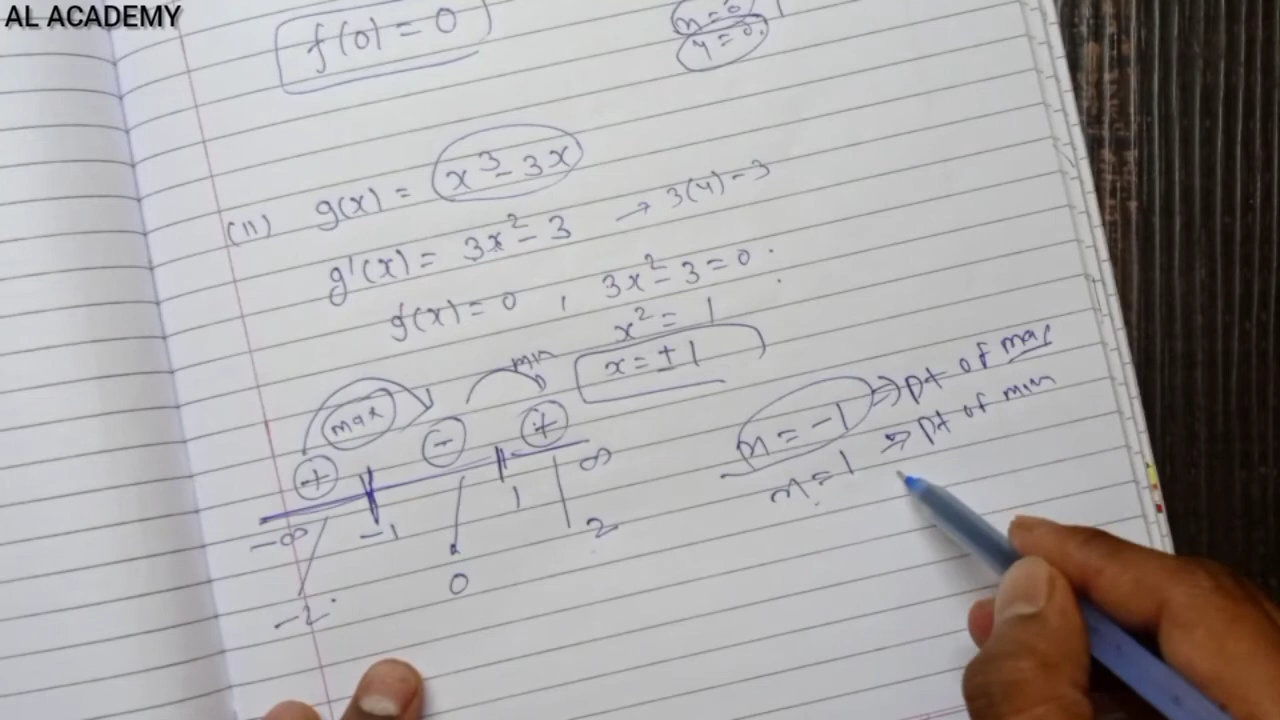 AL ACADEMY
f(0) = 0
x = 0
y = 0.
(ii) g(x) = x³ - 3x
g'(x) = 3x² - 3 → 3(4) - 3
g'(x) = 0 , 3x² - 3 = 0.
x² = 1
x = ±1
max min
+ - +
-∞ -1 1 ∞
-2 0 2
x = -1 ⇒ pt of max
x = 1 ⇒ pt of min